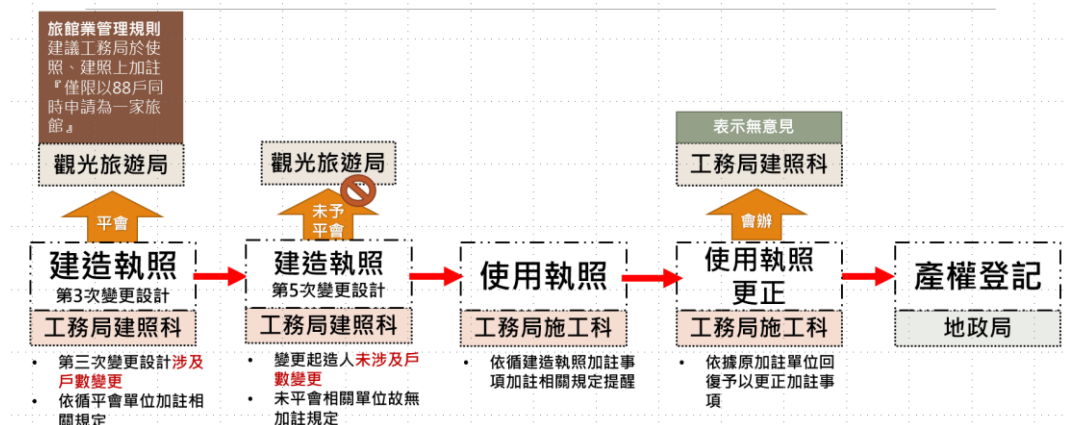 旅館業管理規則
建議工務局於使
照、建照上加註
『僅限以88戶同
時申請為一家旅
館』
觀光旅遊局
平會
建造執照
第3次變更設計
工務局建照科
• 第三次變更設計涉及
戶數變更
• 依循平會單位加註相
關規定
觀光旅遊局
未予
平會
建造執照
第5次變更設計
工務局建照科
• 變更起造人未涉及戶
數變更
• 未平會相關單位故無
加註規定
使用執照
工務局施工科
• 依循建造執照加註事
項加註相關規定提醒
表示無意見
工務局建照科
會辦
使用執照
更正
工務局施工科
• 依據原加註單位回
復予以更正加註事
項
產權登記
地政局